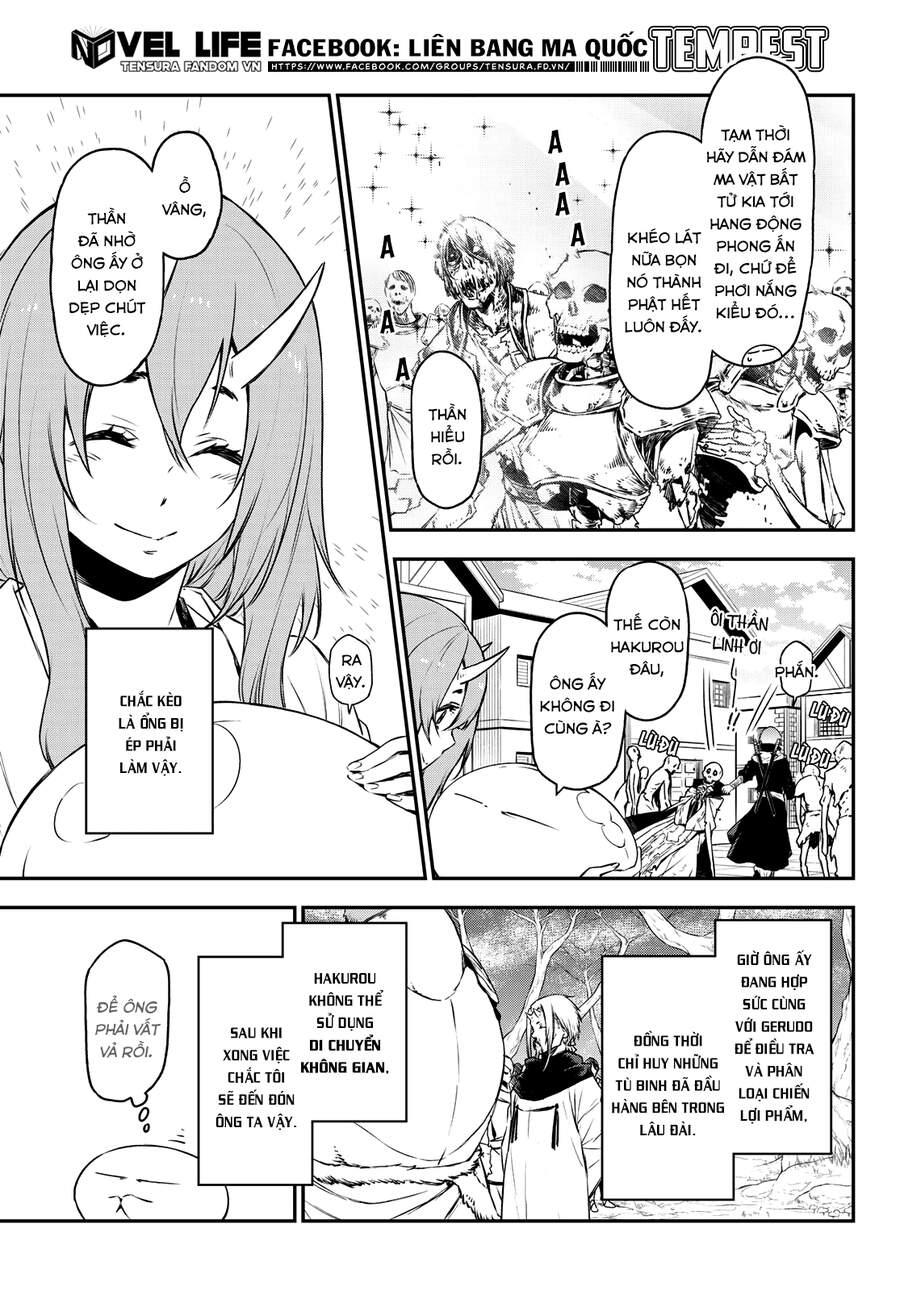 NOVEL LIFE
TENSURA FANDOM VN
FACEBOOK: LIÊN BANG MA QUỐC
HTTPS://WWW.FACEBOOK.COM/GROUPS/TENSURA.FD.VN/
TEMPEST
TẠM THỜI
HÃY DẪN ĐÁM
MA VẬT BẤT
TỬ KIA TỚI
HANG ĐỘNG
PHONG ẤN
ĐI, CHỨ ĐỂ
PHƠI NẮNG
KIỂU ĐÓ...
KHÉO LÁT
NỮA BỌN
NÓ THÀNH
PHẬT HẾT
LUÔN ĐẤY.
A
A
A
A
A
A
A
A
THẦN
HIỂU
RỒI.
Ồ
VÂNG,
THẦN
ĐÃ NHỜ
ÔNG ẤY Ở
LẠI DỌN
DẸP CHÚT
VIỆC.
PHẮN.
ÔI THẦN
LINH ƠI
!!
LÙ ĐÙ
LÙ ĐÙ
THẾ CÒN
HAKUROU
ĐÂU,
ÔNG ẤY
KHÔNG ĐI
CÙNG À?
RA
VẬY.
CHẮC KÈO
LÀ ỔNG BỊ
ÉP PHẢI
LÀM VẬY.
GIỜ ÔNG ẤY
ĐANG HỢP
SỨC CÙNG
VỚI GERUDO
ĐỂ ĐIỀU TRA
VÀ PHÂN
LOẠI CHIẾN
LỢI PHẨM,
ĐỒNG THỜI
CHỈ HUY NHỮNG
TÙ BINH ĐÃ ĐẦU
HÀNG BÊN TRONG
LÂU ĐÀI.
HAKUROU
KHÔNG THỂ
SỬ DỤNG
DI CHUYỂN
KHÔNG GIAN,
SAU KHI
XONG VIỆC
CHẮC TÔI
SẼ ĐẾN ĐÓN
ÔNG TA VẬY.
ĐỂ ÔNG
PHẢI VẤT
VẢ RỒI.